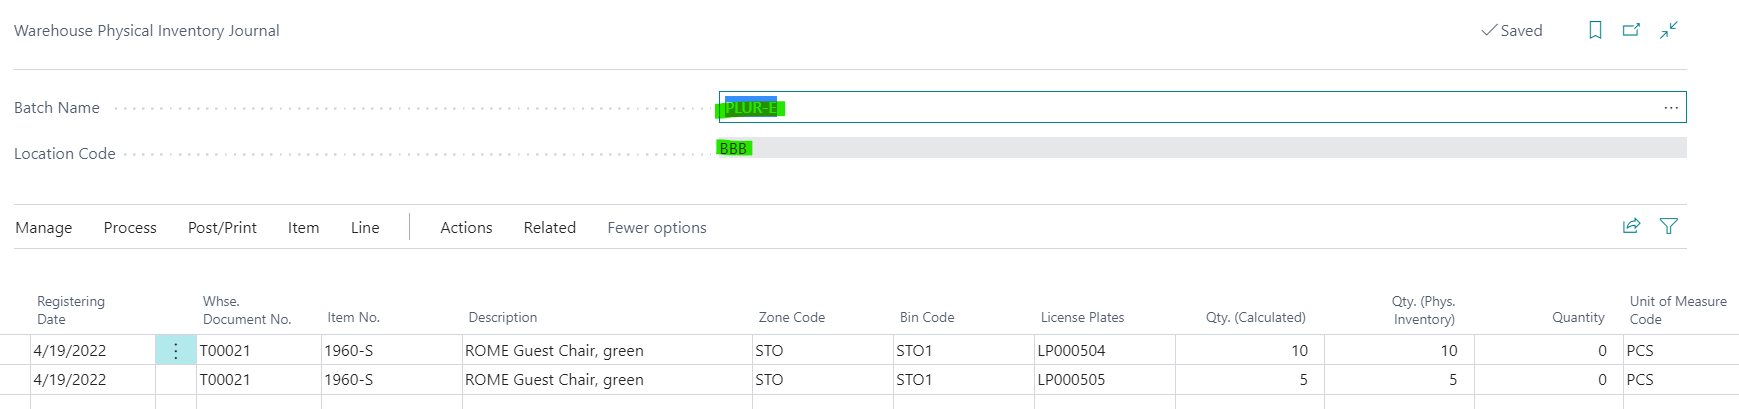 Warehouse Physical Inventory Journal
Saved
Batch Name PLUR-E ...
Location Code BBB
Manage Process Post/Print Item Line Actions Related Fewer options
Registering Date Whse. Document No. Item No. Description Zone Code Bin Code License Plates Qty. (Calculated) Qty. (Phys. Inventory) Quantity Unit of Measure Code
4/19/2022 T00021 1960-S ROME Guest Chair, green STO STO1 LP000504 10 10 0 PCS
4/19/2022 T00021 1960-S ROME Guest Chair, green STO STO1 LP000505 5 5 0 PCS